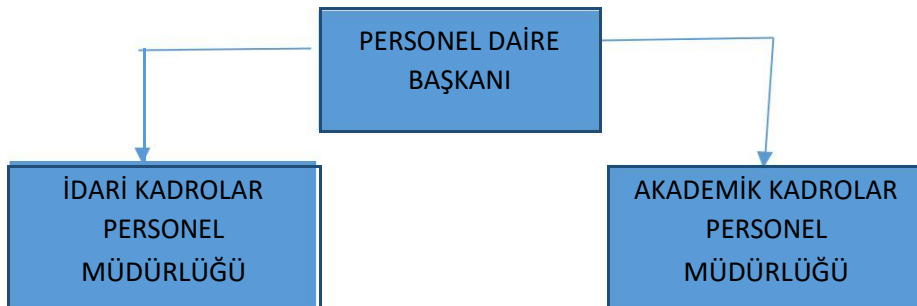 PERSONEL DAİRE
BAŞKANI
İDARİ KADROLAR
PERSONEL
MÜDÜRLÜĞÜ
AKADEMİK KADROLAR
PERSONEL
MÜDÜRLÜĞÜ